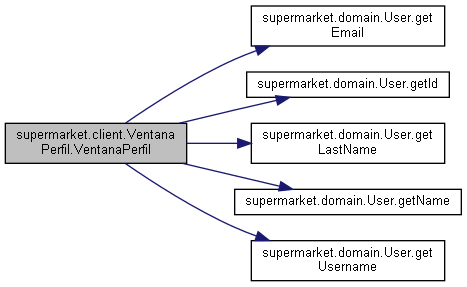 supermarket.domain.User.get
Email
supermarket.domain.User.getId
supermarket.client.Ventana
Perfil.VentanaPerfil
supermarket.domain.User.get
LastName
supermarket.domain.User.getName
supermarket.domain.User.get
Username